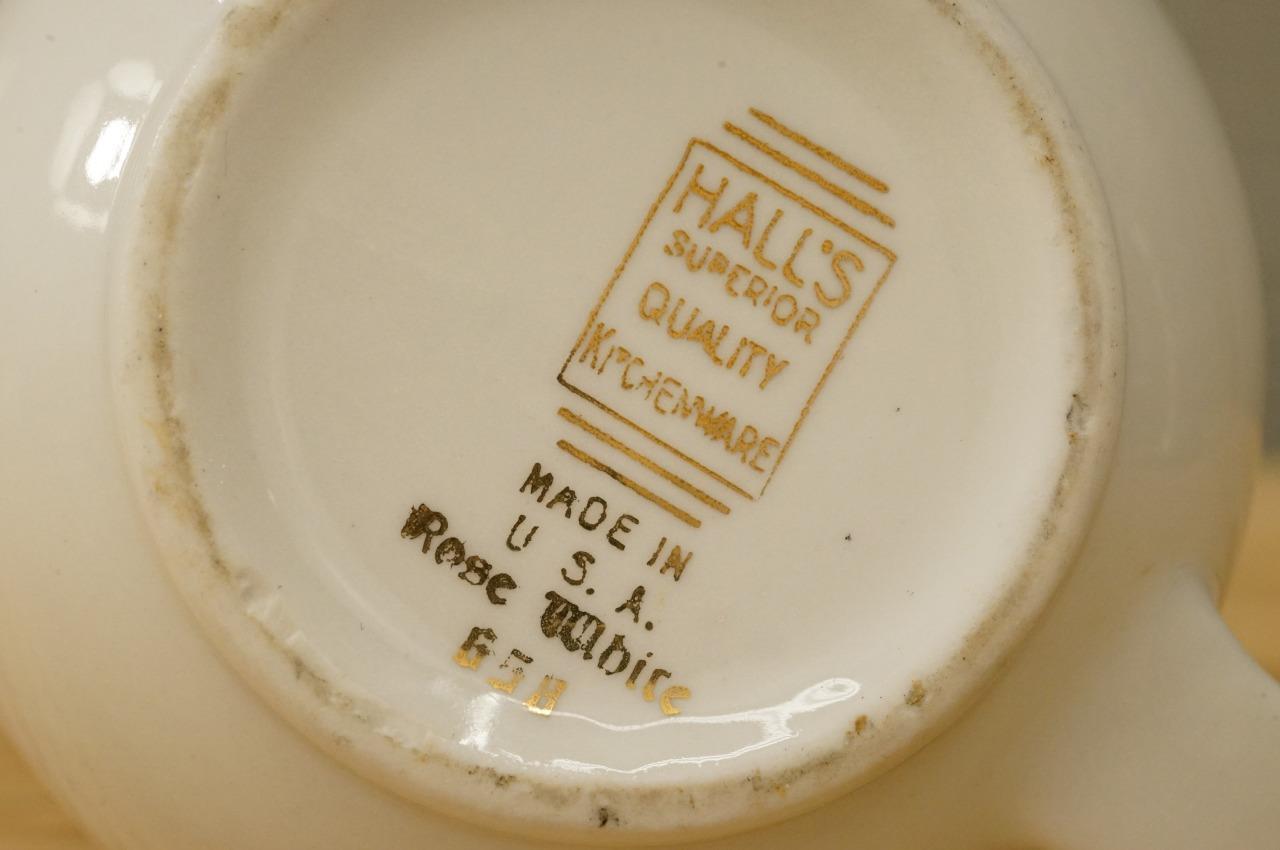 HALL'S
SUPERIOR
QUALITY
KITCHENWARE
MADE IN
U. S. A.
Rose White